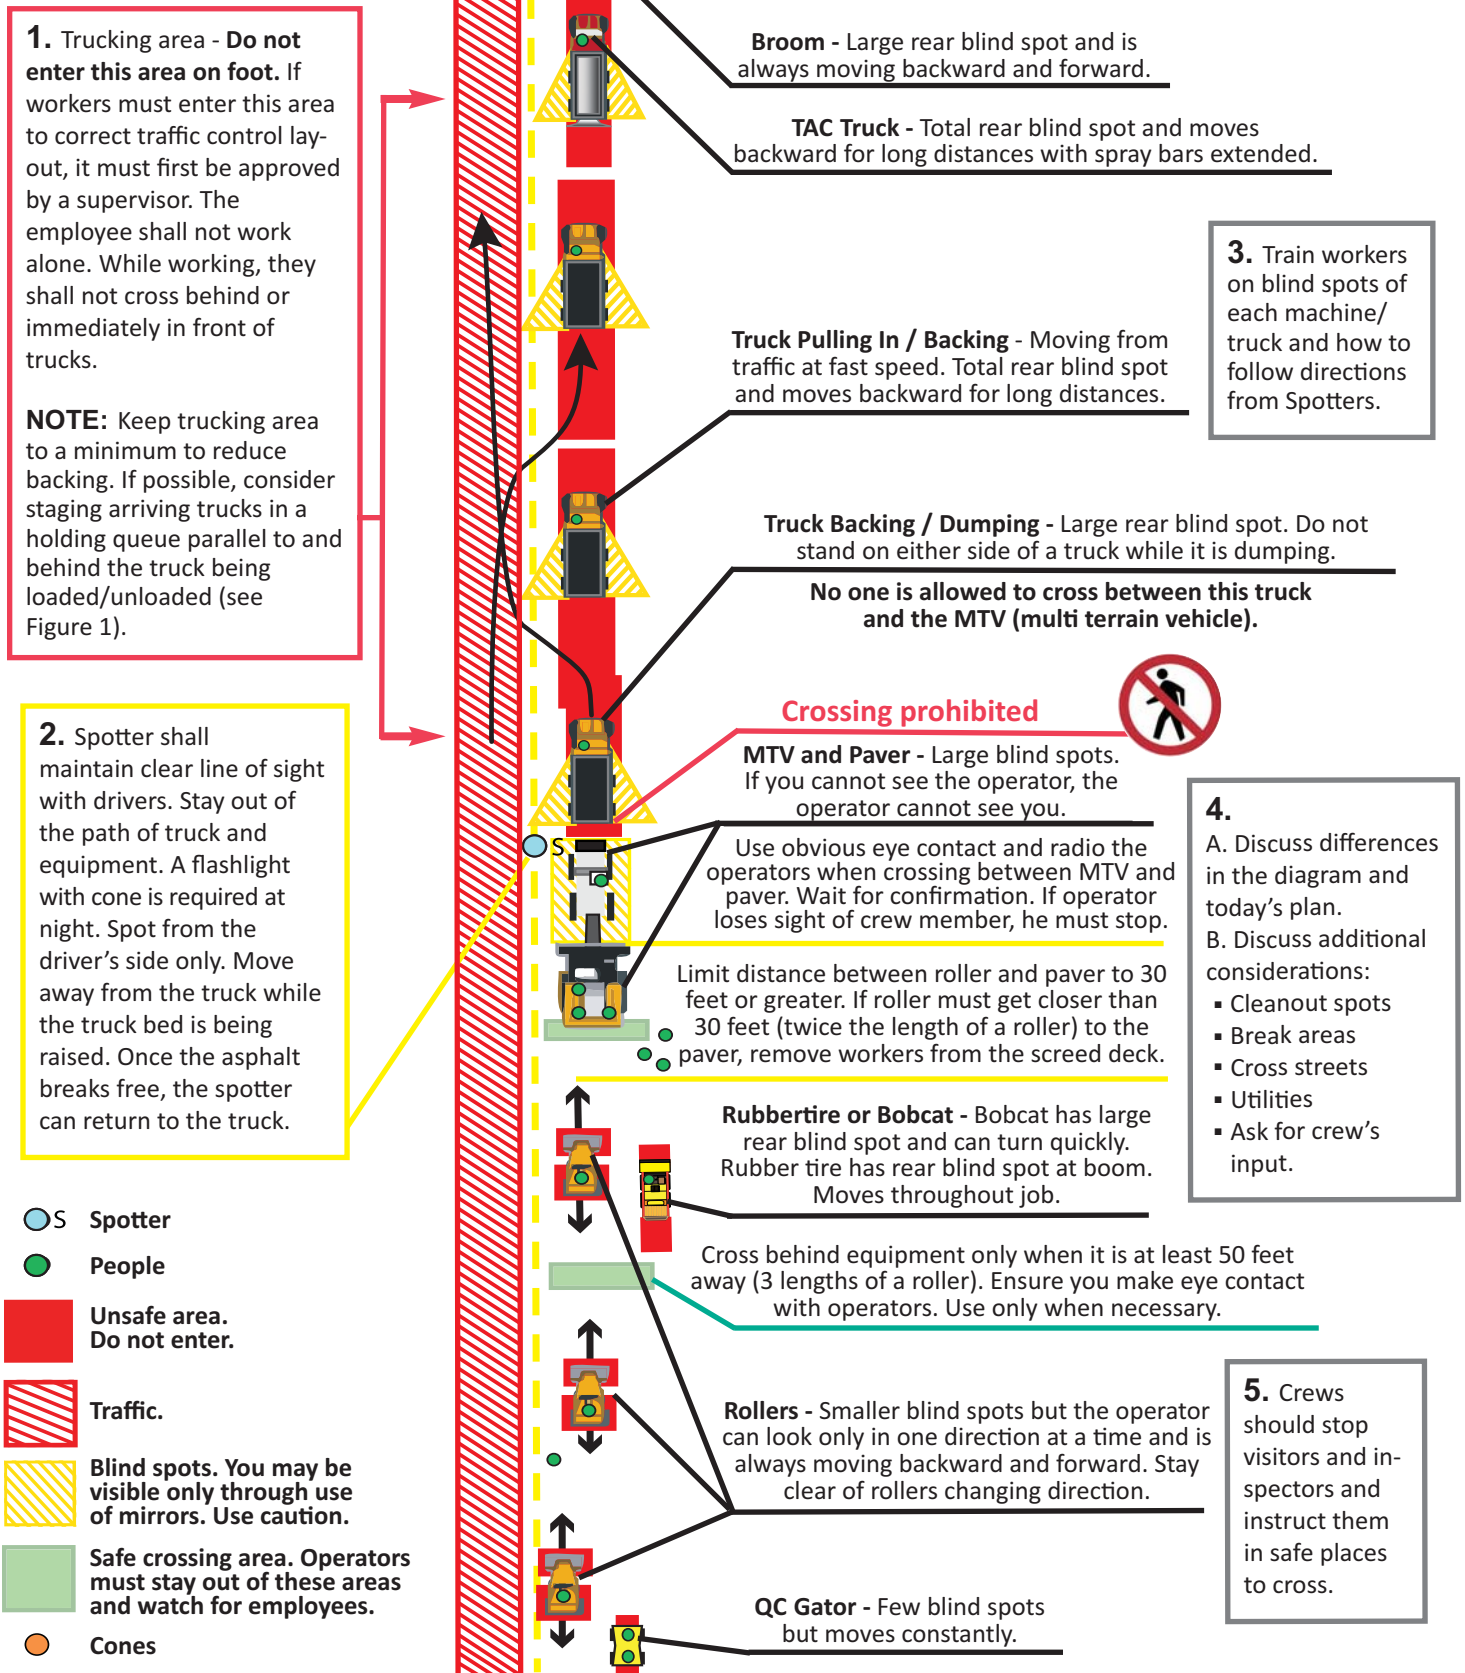 1. Trucking area - Do not
enter this area on foot. If
workers must enter this area
to correct traffic control lay-
out, it must first be approved
by a supervisor. The
employee shall not work
alone. While working, they
shall not cross behind or
immediately in front of
trucks.
NOTE: Keep trucking area
to a minimum to reduce
backing. If possible, consider
staging arriving trucks in a
holding queue parallel to and
behind the truck being
loaded/unloaded (see
Figure 1).
2. Spotter shall
maintain clear line of sight
with drivers. Stay out of
the path of truck and
equipment. A flashlight
with cone is required at
night. Spot from the
driver's side only. Move
away from the truck while
the truck bed is being
raised. Once the asphalt
breaks free, the spotter
can return to the truck.
S Spotter
People
Unsafe area.
Do not enter.
Traffic.
Blind spots. You may be
visible only through use
of mirrors. Use caution.
Safe crossing area. Operators
must stay out of these areas
and watch for employees.
Cones
S
Broom - Large rear blind spot and is
always moving backward and forward.
TAC Truck - Total rear blind spot and moves
backward for long distances with spray bars extended.
Truck Pulling In / Backing - Moving from
traffic at fast speed. Total rear blind spot
and moves backward for long distances.
Truck Backing / Dumping - Large rear blind spot. Do not
stand on either side of a truck while it is dumping.
No one is allowed to cross between this truck
and the MTV (multi terrain vehicle).
Crossing prohibited
MTV and Paver - Large blind spots.
If you cannot see the operator, the
operator cannot see you.
Use obvious eye contact and radio the
operators when crossing between MTV and
paver. Wait for confirmation. If operator
loses sight of crew member, he must stop.
Limit distance between roller and paver to 30
feet or greater. If roller must get closer than
30 feet (twice the length of a roller) to the
paver, remove workers from the screed deck.
Rubbertire or Bobcat - Bobcat has large
rear blind spot and can turn quickly.
Rubber tire has rear blind spot at boom.
Moves throughout job.
Cross behind equipment only when it is at least 50 feet
away (3 lengths of a roller). Ensure you make eye contact
with operators. Use only when necessary.
Rollers - Smaller blind spots but the operator
can look only in one direction at a time and is
always moving backward and forward. Stay
clear of rollers changing direction.
QC Gator - Few blind spots
but moves constantly.
3. Train workers
on blind spots of
each machine/
truck and how to
follow directions
from Spotters.
4.
A. Discuss differences
in the diagram and
today's plan.
B. Discuss additional
considerations:
▪ Cleanout spots
▪ Break areas
▪ Cross streets
▪ Utilities
▪ Ask for crew's
input.
5. Crews
should stop
visitors and in-
spectors and
instruct them
in safe places
to cross.